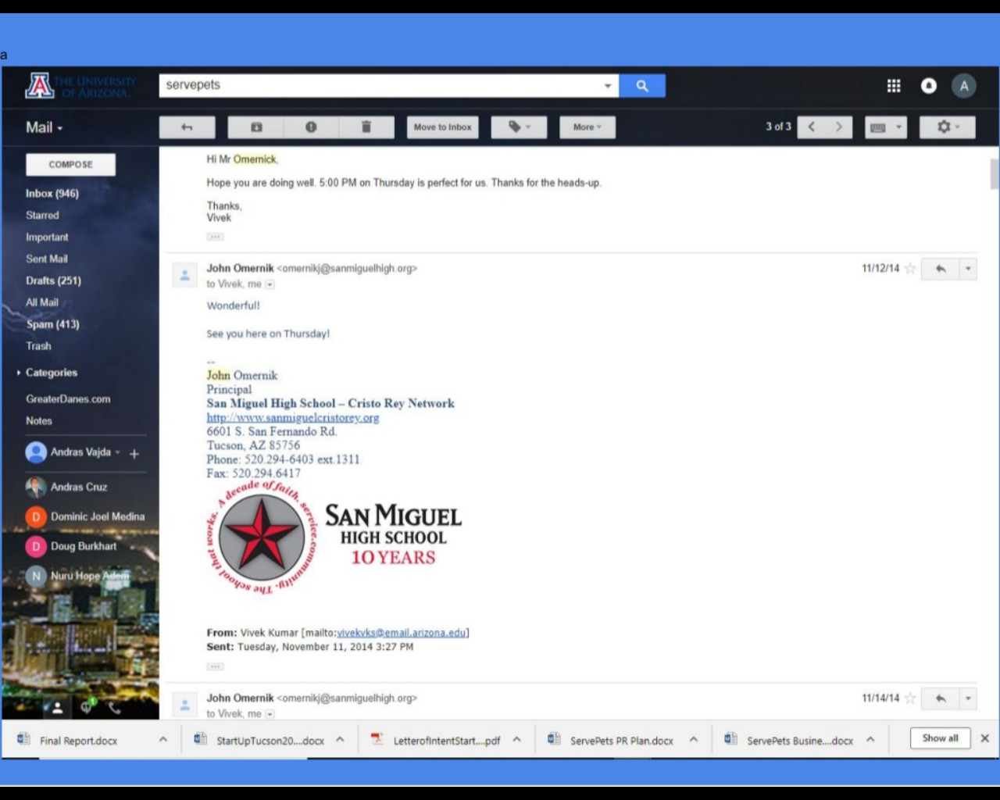 a
THE UNIVERSITY
OF ARIZONA.
servepets
A
Mail
Move to Inbox
More
3 of 3
COMPOSE
Inbox (946)
Starred
Important
Sent Mail
Drafts (251)
All Mail
Spam (413)
Trash
Categories
GreaterDanes.com
Notes
Andras Vajda
+
Andras Cruz
D Dominic Joel Medina
D Doug Burkhart
N Nuru Hope Adem
1
Hi Mr Omernick,
Hope you are doing well. 5:00 PM on Thursday is perfect for us. Thanks for the heads-up.
Thanks,
Vivek
...
John Omernik <omernikj@sanmiguelhigh.org> 11/12/14
to Vivek, me
Wonderful!
See you here on Thursday!
--
John Omernik
Principal
San Miguel High School – Cristo Rey Network
http://www.sanmiguelcristorey.org
6601 S. San Fernando Rd.
Tucson, AZ 85756
Phone: 520.294-6403 ext.1311
Fax: 520.294.6417
A decade of faith. service.community. The school that works.
SAN MIGUEL
HIGH SCHOOL
10 YEARS
From: Vivek Kumar [mailto:vivekvks@email.arizona.edu]
Sent: Tuesday, November 11, 2014 3:27 PM
...
John Omernik <omernikj@sanmiguelhigh.org> 11/14/14
to Vivek, me
Final Report.docx
StartUpTucson20....docx
LetterofIntentStart....pdf
ServePets PR Plan.docx
ServePets Busine....docx
Show all